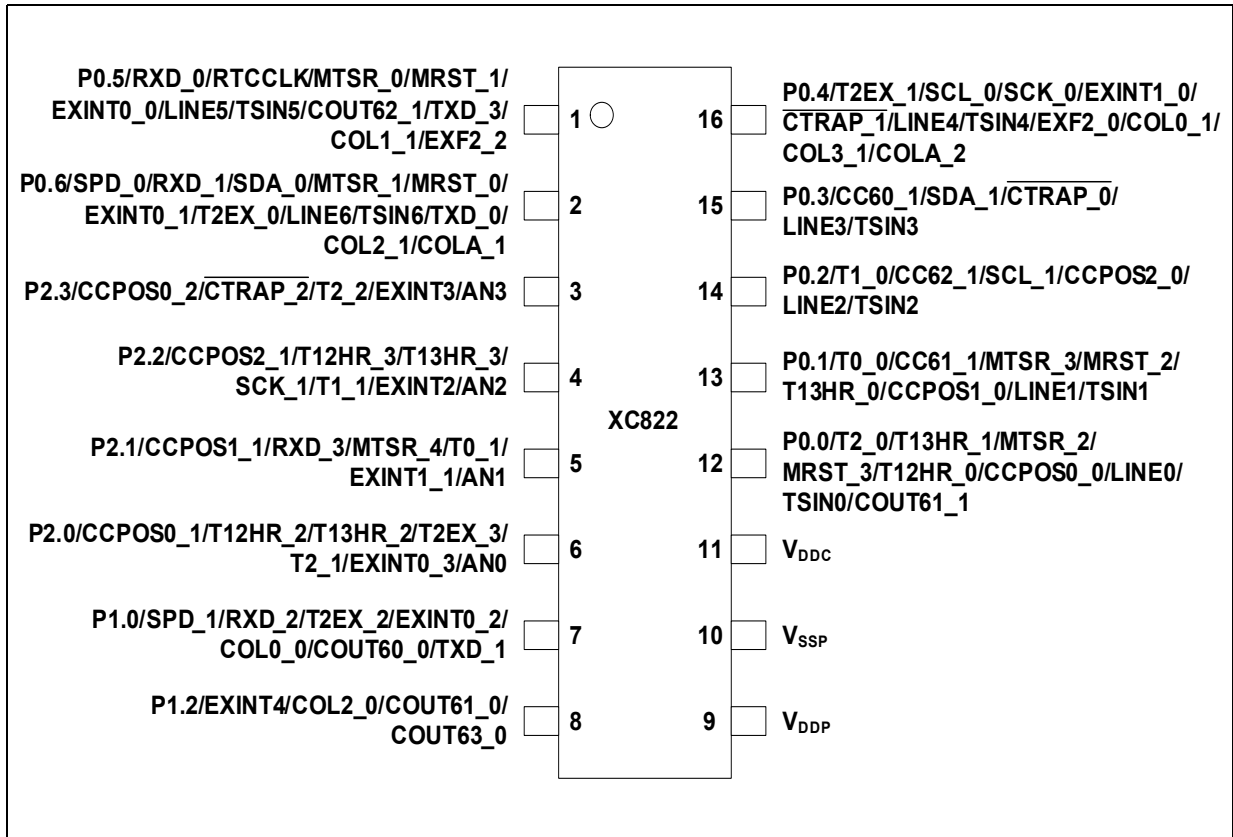 P0.5/RXD_0/RTCCLK/MTSR_0/MRST_1/
EXINT0_0/LINE5/TSIN5/COUT62_1/TXD_3/
COL1_1/EXF2_2
1
P0.6/SPD_0/RXD_1/SDA_0/MTSR_1/MRST_0/
EXINT0_1/T2EX_0/LINE6/TSIN6/TXD_0/
COL2_1/COLA_1
2
P2.3/CCPOS0_2/CTRAP_2/T2_2/EXINT3/AN3
3
P2.2/CCPOS2_1/T12HR_3/T13HR_3/
SCK_1/T1_1/EXINT2/AN2
4
P2.1/CCPOS1_1/RXD_3/MTSR_4/T0_1/
EXINT1_1/AN1
5
P2.0/CCPOS0_1/T12HR_2/T13HR_2/T2EX_3/
T2_1/EXINT0_3/AN0
6
P1.0/SPD_1/RXD_2/T2EX_2/EXINT0_2/
COL0_0/COUT60_0/TXD_1
7
P1.2/EXINT4/COL2_0/COUT61_0/
COUT63_0
8
XC822
16
P0.4/T2EX_1/SCL_0/SCK_0/EXINT1_0/
CTRAP_1/LINE4/TSIN4/EXF2_0/COL0_1/
COL3_1/COLA_2
15
P0.3/CC60_1/SDA_1/CTRAP_0/
LINE3/TSIN3
14
P0.2/T1_0/CC62_1/SCL_1/CCPOS2_0/
LINE2/TSIN2
13
P0.1/T0_0/CC61_1/MTSR_3/MRST_2/
T13HR_0/CCPOS1_0/LINE1/TSIN1
12
P0.0/T2_0/T13HR_1/MTSR_2/
MRST_3/T12HR_0/CCPOS0_0/LINE0/
TSIN0/COUT61_1
11
VDDC
10
VSSP
9
VDDP